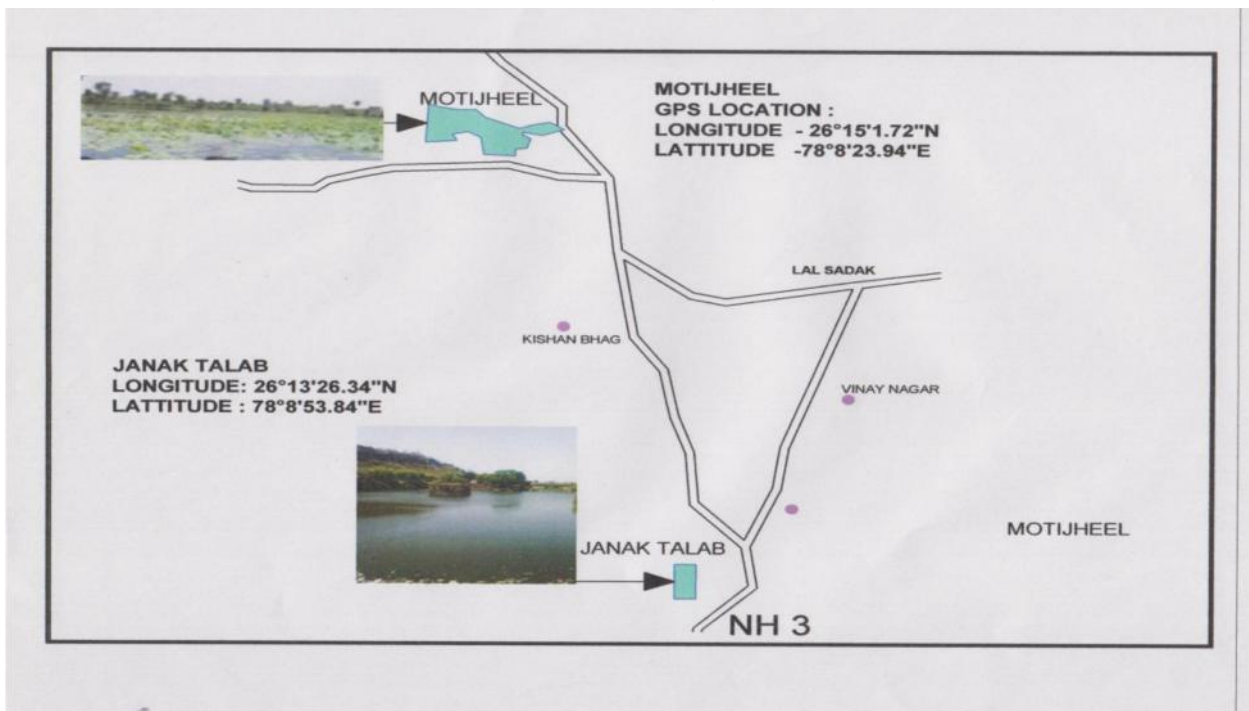 MOTIJHEEL
MOTIJHEEL
GPS LOCATION :
LONGITUDE - 26°15'1.72"N
LATTITUDE -78°8'23.94"E
LAL SADAK
KISHAN BHAG
JANAK TALAB
LONGITUDE: 26°13'26.34"N
LATTITUDE : 78°8'53.84"E
VINAY NAGAR
MOTIJHEEL
JANAK TALAB
NH 3